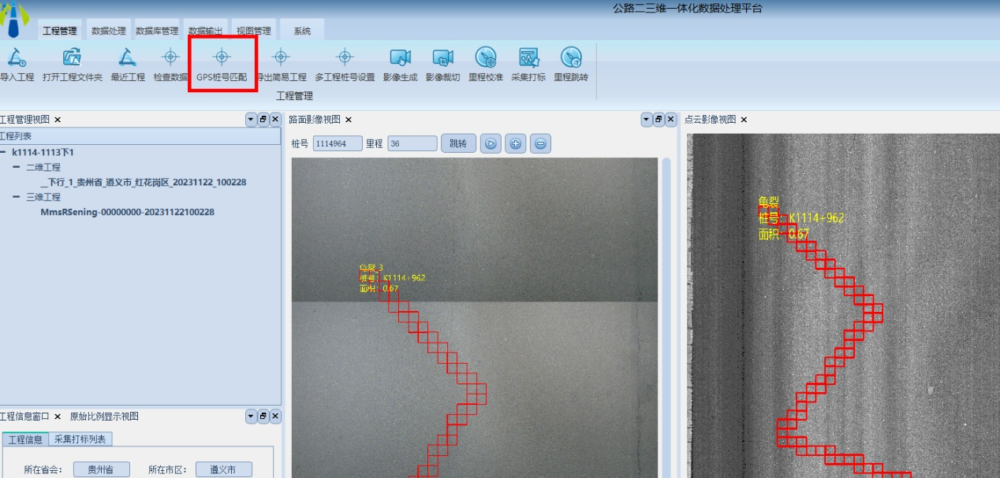 公路二三维一体化数据处理平台
工程管理 数据处理 数据库管理 数据输出 视图管理 系统
导入工程 打开工程文件夹 最近工程 检查数据 GPS桩号匹配 导出简易工程 多工程桩号设置 影像生成 影像裁切 里程校准 采集打标 里程跳转
工程管理
工程管理视图
工程列表
k1114-1113下1
二维工程
__下行_1_贵州省_遵义市_红花岗区_20231122_100228
三维工程
MmsRSening-00000000-20231122100228
工程信息窗口 原始比例显示视图
工程信息 采集打标列表
所在省会： 贵州省 所在市区： 遵义市
路面影像视图
桩号 1114964 里程 36 跳转
龟裂_3
桩号：K1114+962
面积：0.67
点云影像视图
龟裂
桩号：K1114+962
面积：0.67